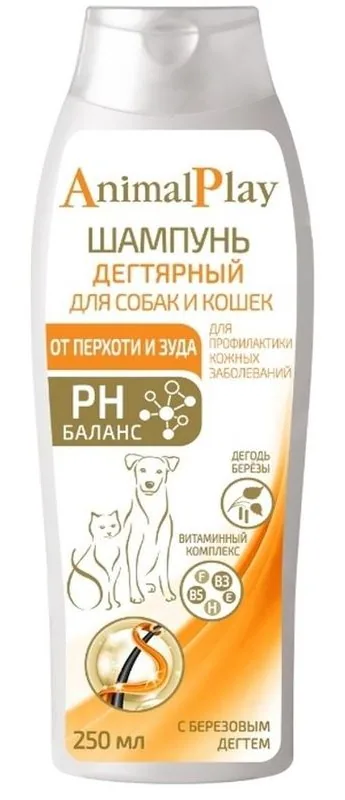 AnimalPlay
ШАМПУНЬ
ДЕГТЯРНЫЙ
ДЛЯ СОБАК И КОШЕК
ОТ ПЕРХОТИ И ЗУДА
ДЛЯ
ПРОФИЛАКТИКИ
КОЖНЫХ
ЗАБОЛЕВАНИЙ
PH
БАЛАНС
ДЕГОДЬ
БЕРЁЗЫ
ВИТАМИННЫЙ
КОМПЛЕКС
F
B3
B5
H
E
250 мл
С БЕРЕЗОВЫМ
ДЕГТЕМ